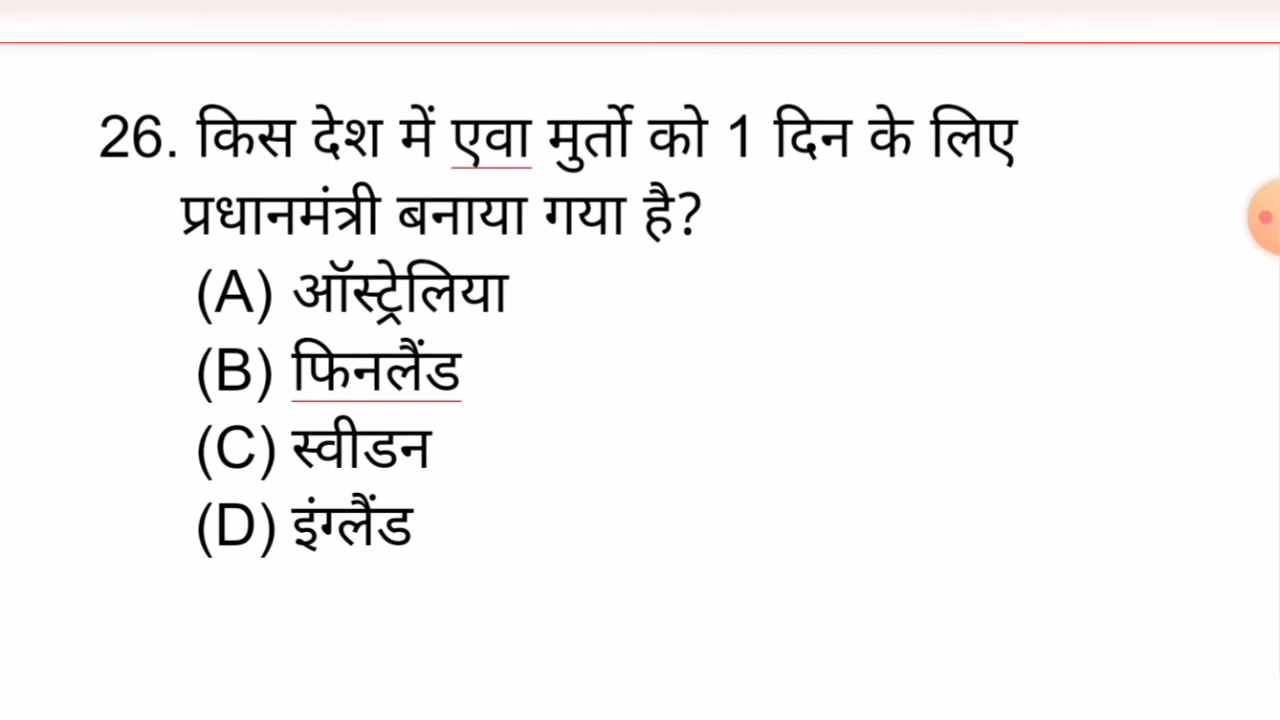 26. किस देश में एवा मुर्तो को 1 दिन के लिए
प्रधानमंत्री बनाया गया है?
(A) ऑस्ट्रेलिया
(B) फिनलैंड
(C) स्वीडन
(D) इंग्लैंड